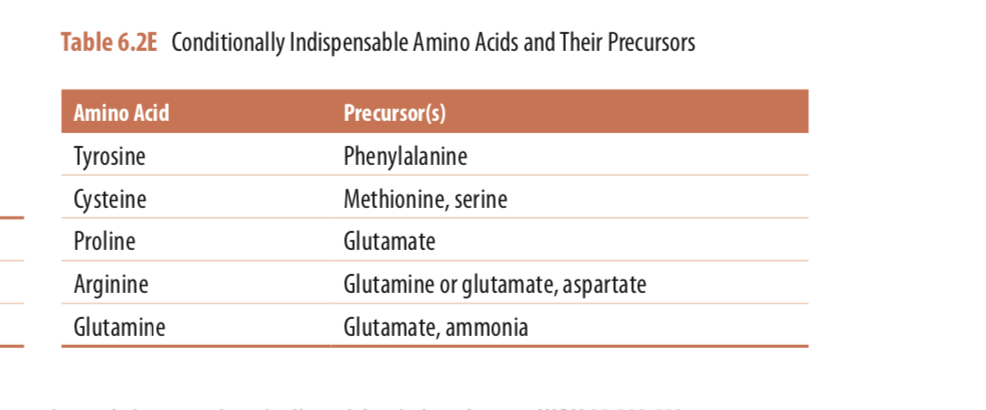 Table 6.2E Conditionally Indispensable Amino Acids and Their Precursors
Amino Acid Precursor(s)
Tyrosine Phenylalanine
Cysteine Methionine, serine
Proline Glutamate
Arginine Glutamine or glutamate, aspartate
Glutamine Glutamate, ammonia